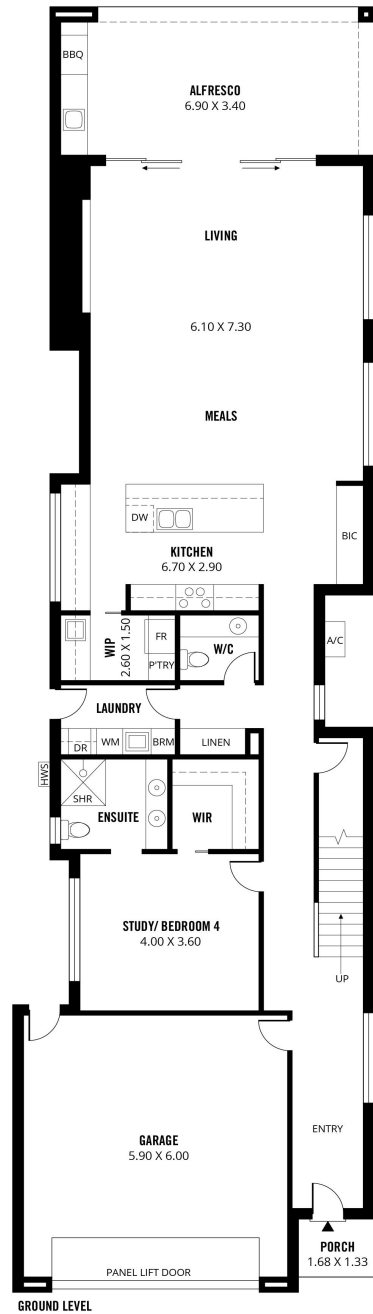 BBQ
ALFRESCO
6.90 X 3.40
LIVING
6.10 X 7.30
MEALS
DW
BIC
KITCHEN
6.70 X 2.90
WIP
2.60 X 1.50
FR
P'TRY
W/C
A/C
LAUNDRY
DR
WM
BRM
LINEN
HWS
SHR
ENSUITE
WIR
STUDY/ BEDROOM 4
4.00 X 3.60
UP
ENTRY
GARAGE
5.90 X 6.00
PORCH
1.68 X 1.33
PANEL LIFT DOOR
GROUND LEVEL